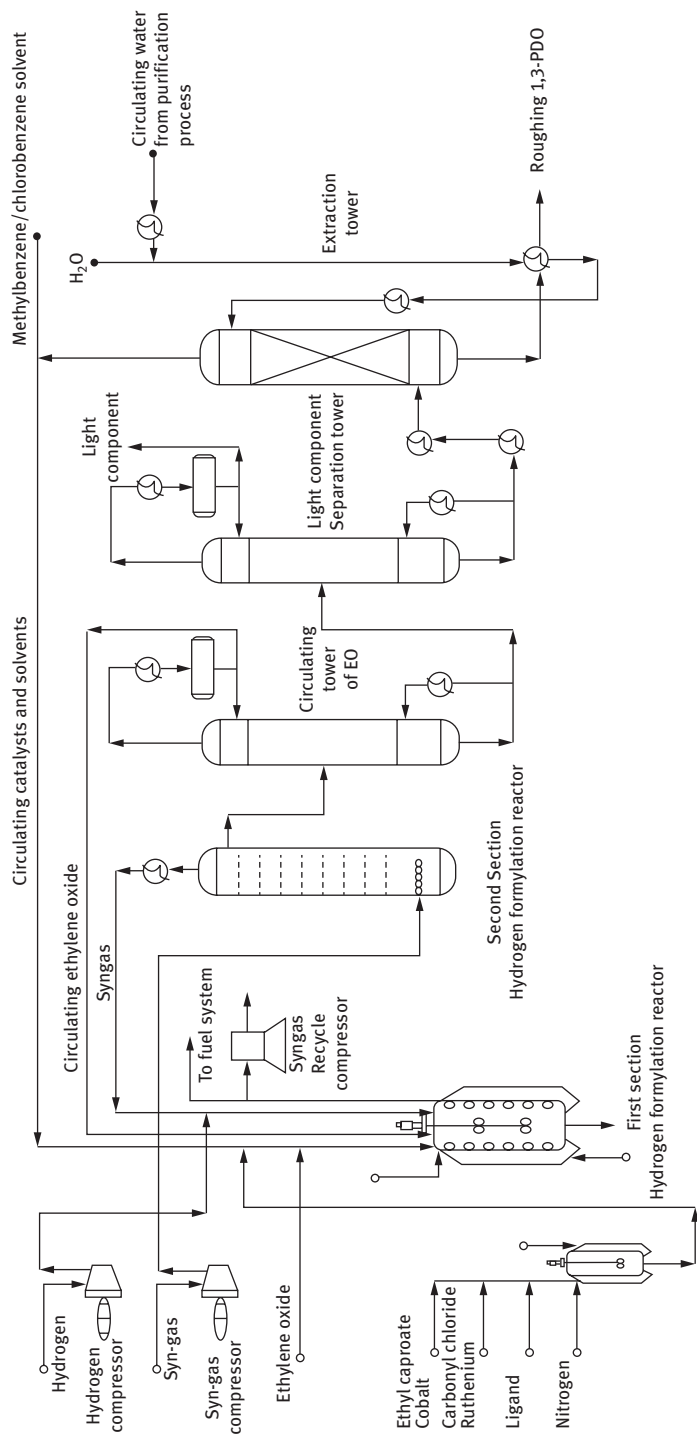 Methylbenzene/chlorobenzene solvent
Circulating catalysts and solvents
H₂O
Circulating water
from purification
process
Light
component
Circulating ethylene oxide
Syngas
To fuel system
Syngas
Recycle
compressor
Hydrogen
Hydrogen
compressor
Syn-gas
Syn-gas
compressor
Ethylene oxide
Ethyl caproate
Cobalt
Carbonyl chloride
Ruthenium
Ligand
Nitrogen
First section
Hydrogen formylation reactor
Second Section
Hydrogen formylation reactor
Circulating
tower
of EO
Light component
Separation tower
Extraction
tower
Roughing 1,3-PDO